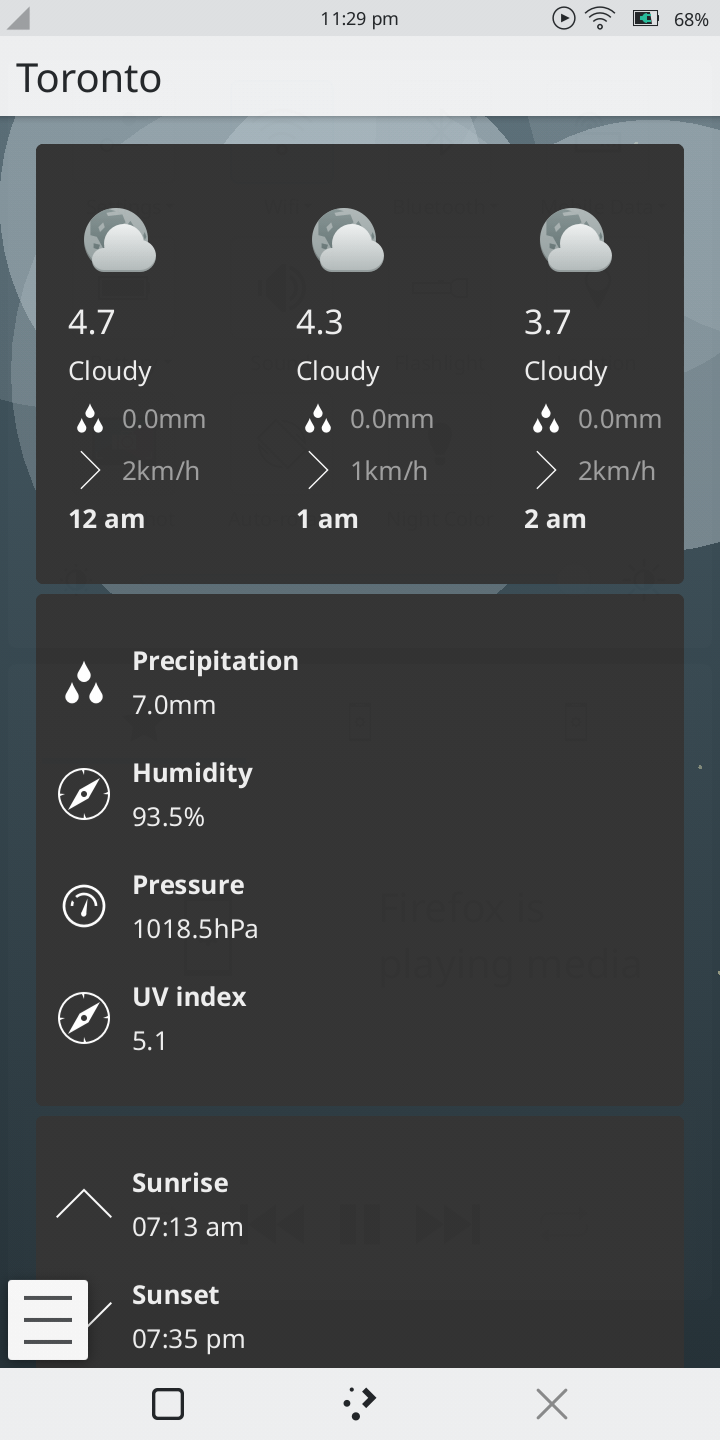 11:29 pm 68%
Toronto
4.7 4.3 3.7
Cloudy Cloudy Cloudy
0.0mm 0.0mm 0.0mm
2km/h 1km/h 2km/h
12 am 1 am 2 am
Precipitation
7.0mm
Humidity
93.5%
Pressure
1018.5hPa
Firefox is
playing media
UV index
5.1
Sunrise
07:13 am
Sunset
07:35 pm